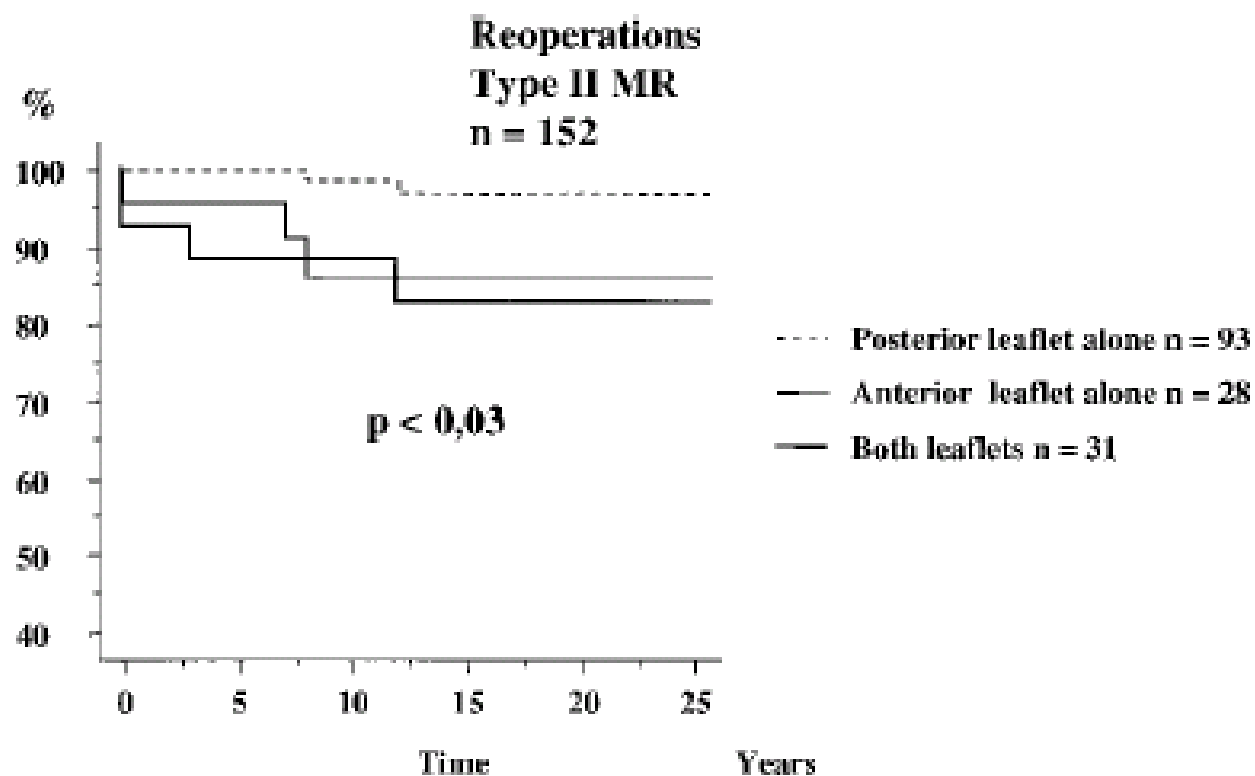 Reoperations
Type II MR
n = 152
%
100
90
80
70
60
50
40
p < 0,03
Posterior leaflet alone n = 93
Anterior leaflet alone n = 28
Both leaflets n = 31
0 5 10 15 20 25
Time Years